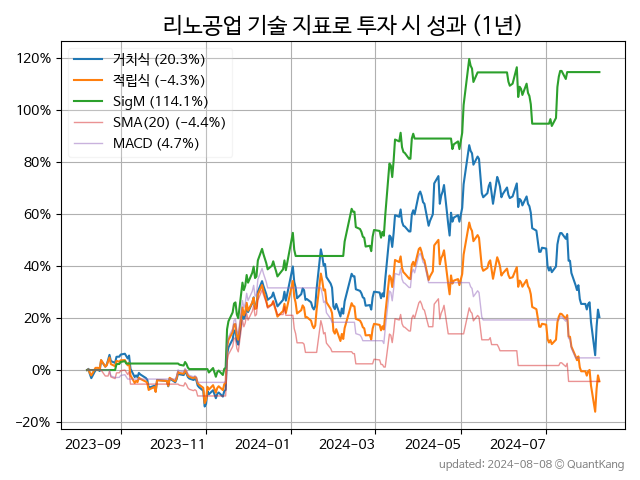 리노공업 기술 지표로 투자 시 성과 (1년)
120%
100%
80%
60%
40%
20%
0%
−20%
거치식 (20.3%)
적립식 (−4.3%)
SigM (114.1%)
SMA(20) (−4.4%)
MACD (4.7%)
2023-09
2023-11
2024-01
2024-03
2024-05
2024-07
updated: 2024-08-08 © QuantKang